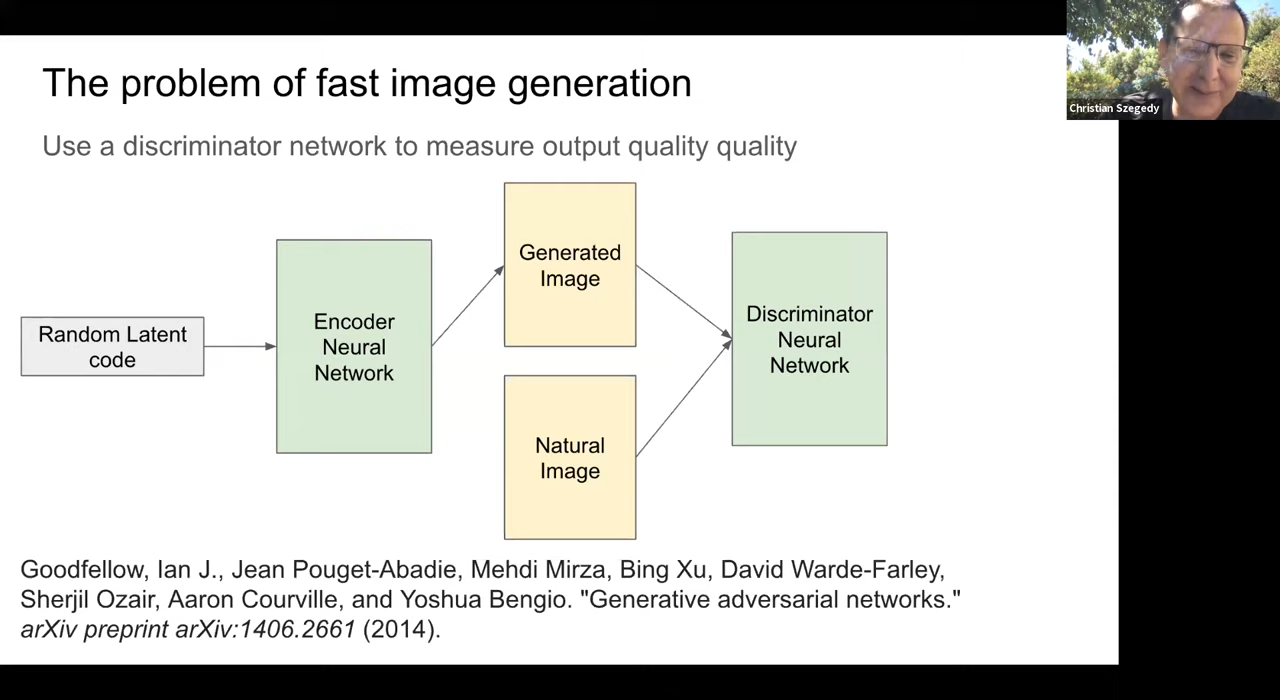 The problem of fast image generation
Christian Szegedy
Use a discriminator network to measure output quality quality
Random Latent
code
Encoder
Neural
Network
Generated
Image
Natural
Image
Discriminator
Neural
Network
Goodfellow, Ian J., Jean Pouget-Abadie, Mehdi Mirza, Bing Xu, David Warde-Farley,
Sherjil Ozair, Aaron Courville, and Yoshua Bengio. "Generative adversarial networks."
arXiv preprint arXiv:1406.2661 (2014).